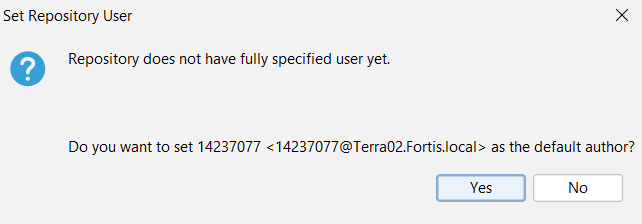 Set Repository User
Repository does not have fully specified user yet.
Do you want to set 14237077 <14237077@Terra02.Fortis.local> as the default author?
Yes
No